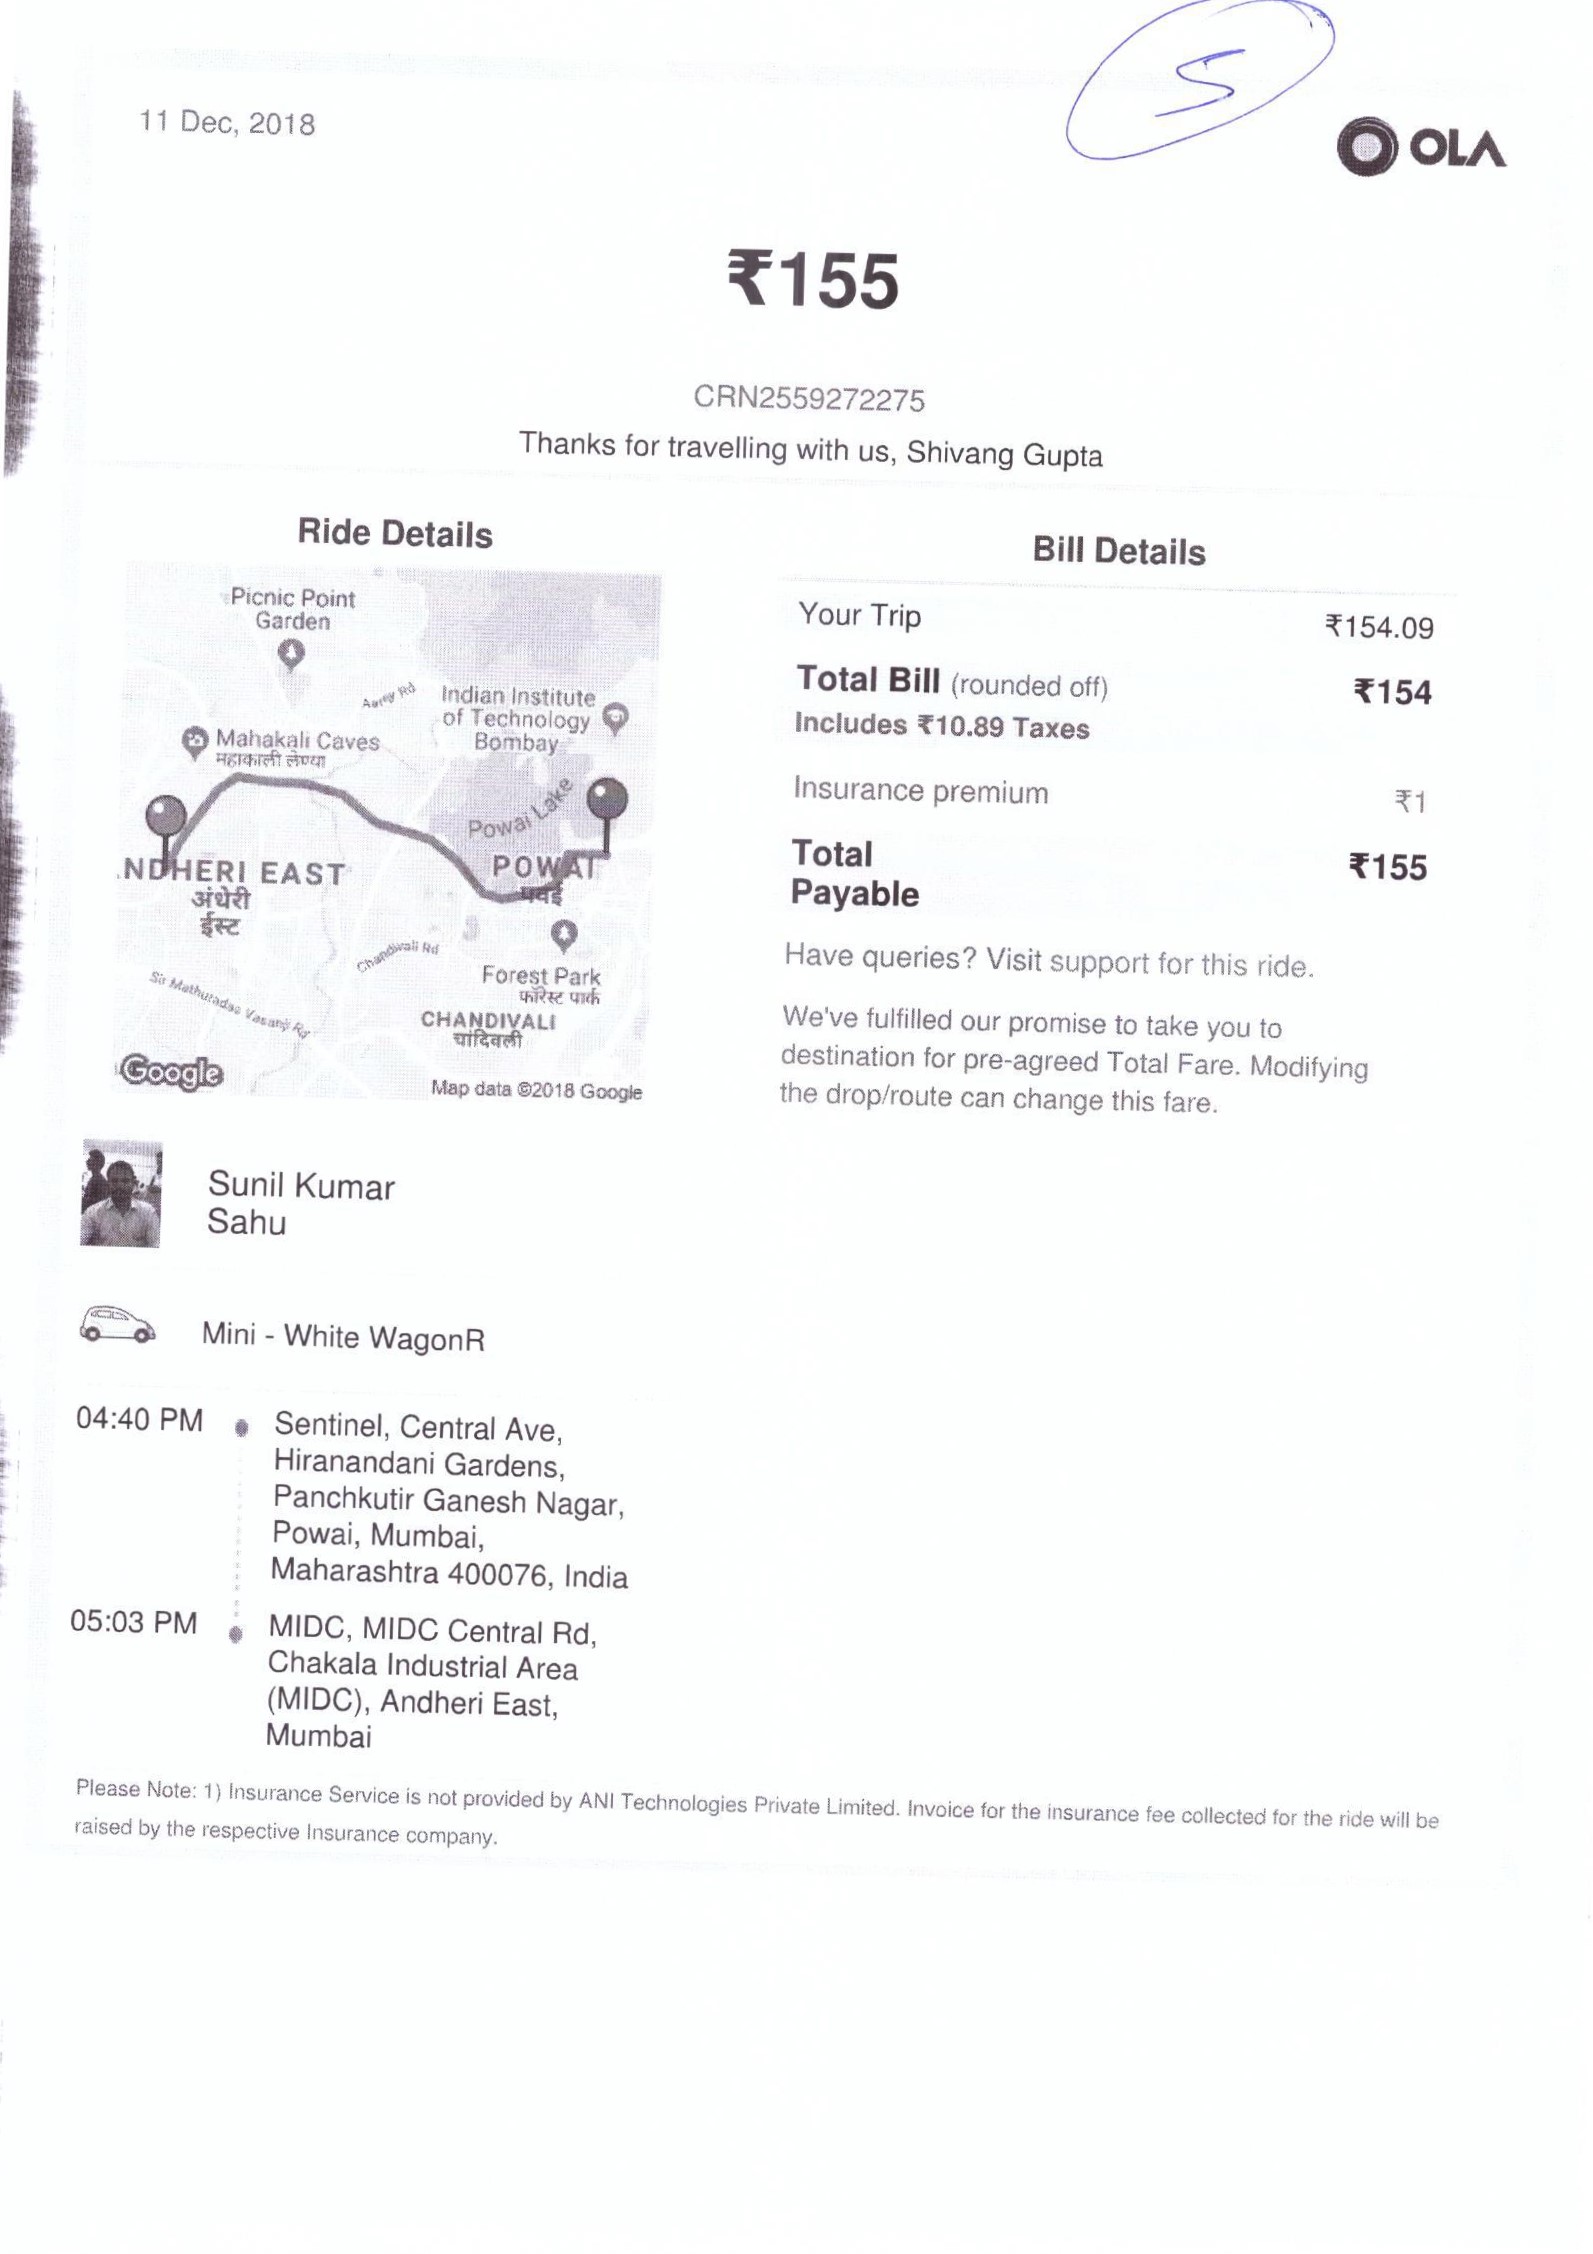 S
11 Dec, 2018
OLA
₹155
CRN2559272275
Thanks for travelling with us, Shivang Gupta
Ride Details
Picnic Point
Garden
Aarey Rd
Indian Institute
of Technology
Bombay
Mahakali Caves
महाकाली लेण्या
Powai Lake
NDHERI EAST
अंधेरी
ईस्ट
POWAI
पवई
Chandivali Rd
Forest Park
फॉरेस्ट पार्क
Sir Mathuradas Vasanji Rd
CHANDIVALI
चांदिवली
Google
Map data ©2018 Google
Bill Details
Your Trip ₹154.09
Total Bill (rounded off) ₹154
Includes ₹10.89 Taxes
Insurance premium ₹1
Total
Payable ₹155
Have queries? Visit support for this ride.
We've fulfilled our promise to take you to
destination for pre-agreed Total Fare. Modifying
the drop/route can change this fare.
Sunil Kumar
Sahu
Mini - White WagonR
04:40 PM Sentinel, Central Ave,
Hiranandani Gardens,
Panchkutir Ganesh Nagar,
Powai, Mumbai,
Maharashtra 400076, India
05:03 PM MIDC, MIDC Central Rd,
Chakala Industrial Area
(MIDC), Andheri East,
Mumbai
Please Note: 1) Insurance Service is not provided by ANI Technologies Private Limited. Invoice for the insurance fee collected for the ride will be
raised by the respective Insurance company.